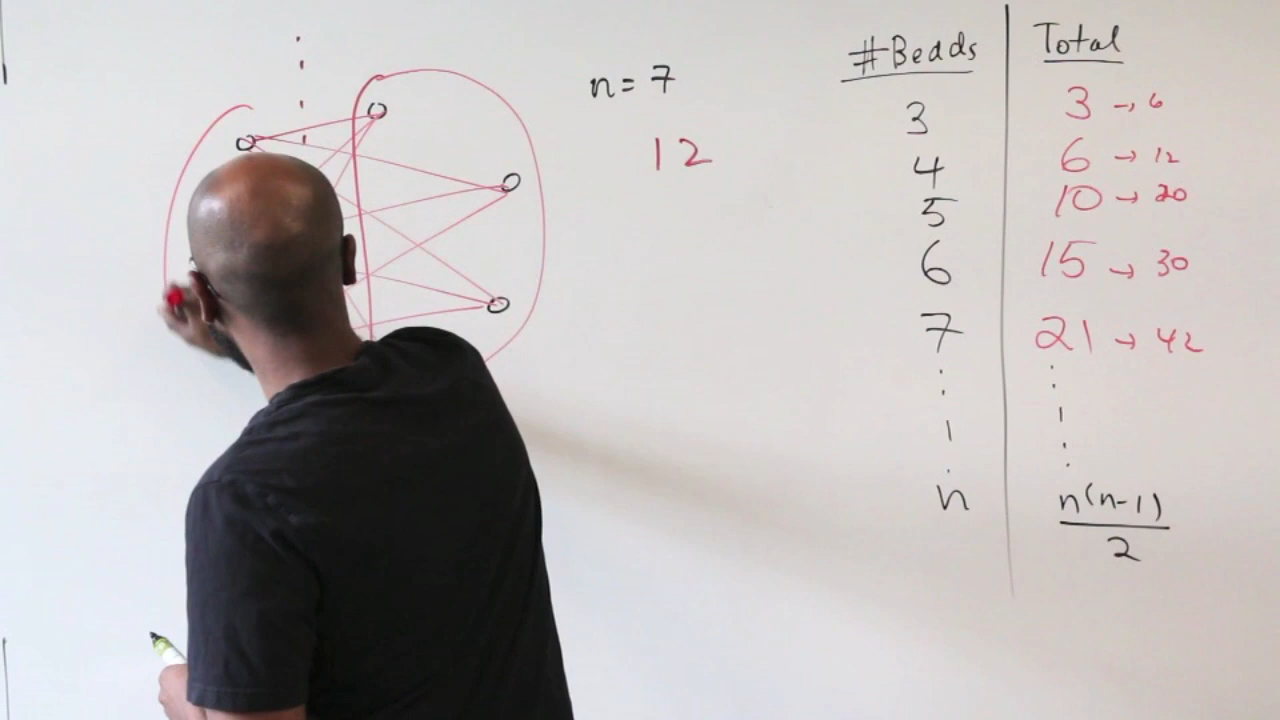 n = 7
12
#Beads Total
3 3 → 6
4 6 → 12
5 10 → 20
6 15 → 30
7 21 → 42
n n(n-1)
2